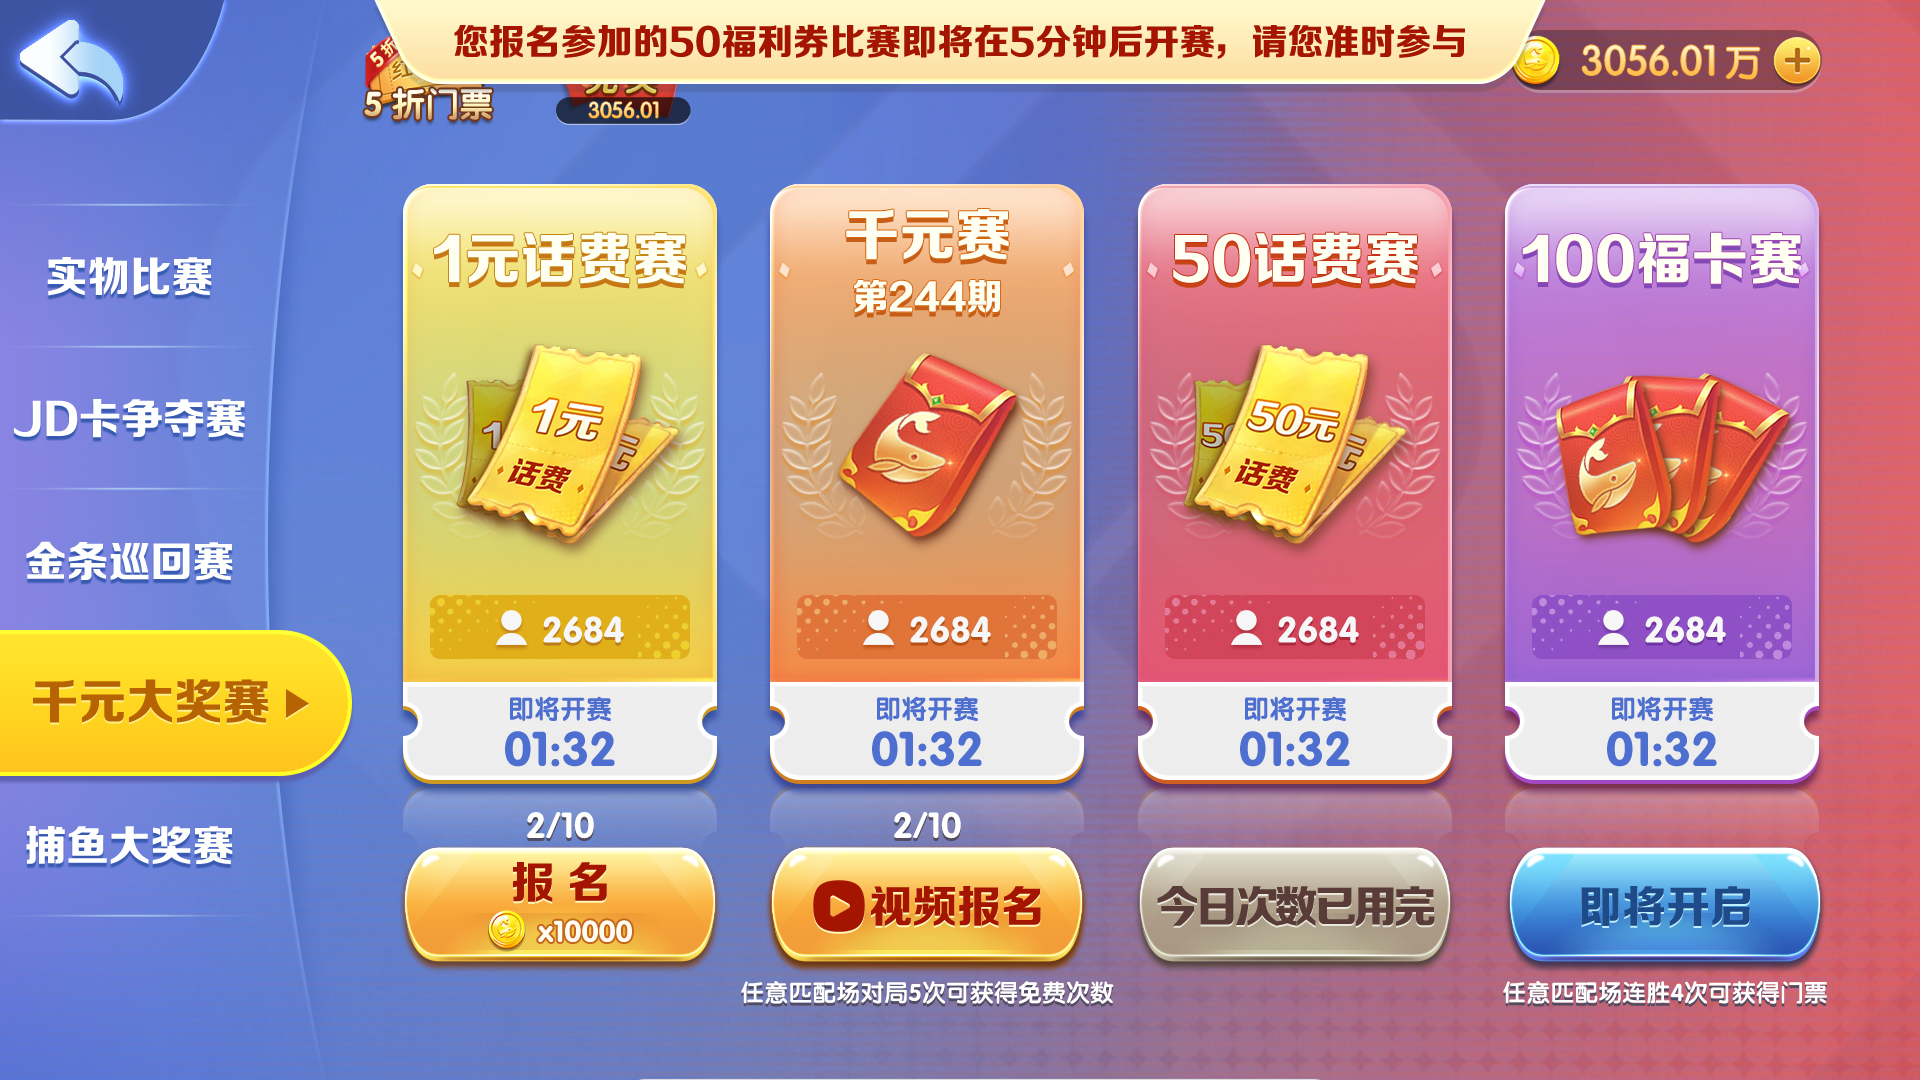 您报名参加的50福利券比赛即将在5分钟后开赛，请您准时参与
5折
5 折门票
3056.01
3056.01万
实物比赛
JD卡争夺赛
金条巡回赛
千元大奖赛
捕鱼大奖赛
1元话费赛
1元
话费
2684
即将开赛
01:32
2/10
报名
x10000
千元赛
第244期
2684
即将开赛
01:32
2/10
视频报名
任意匹配场对局5次可获得免费次数
50话费赛
50元
话费
2684
即将开赛
01:32
今日次数已用完
100福卡赛
2684
即将开赛
01:32
即将开启
任意匹配场连胜4次可获得门票